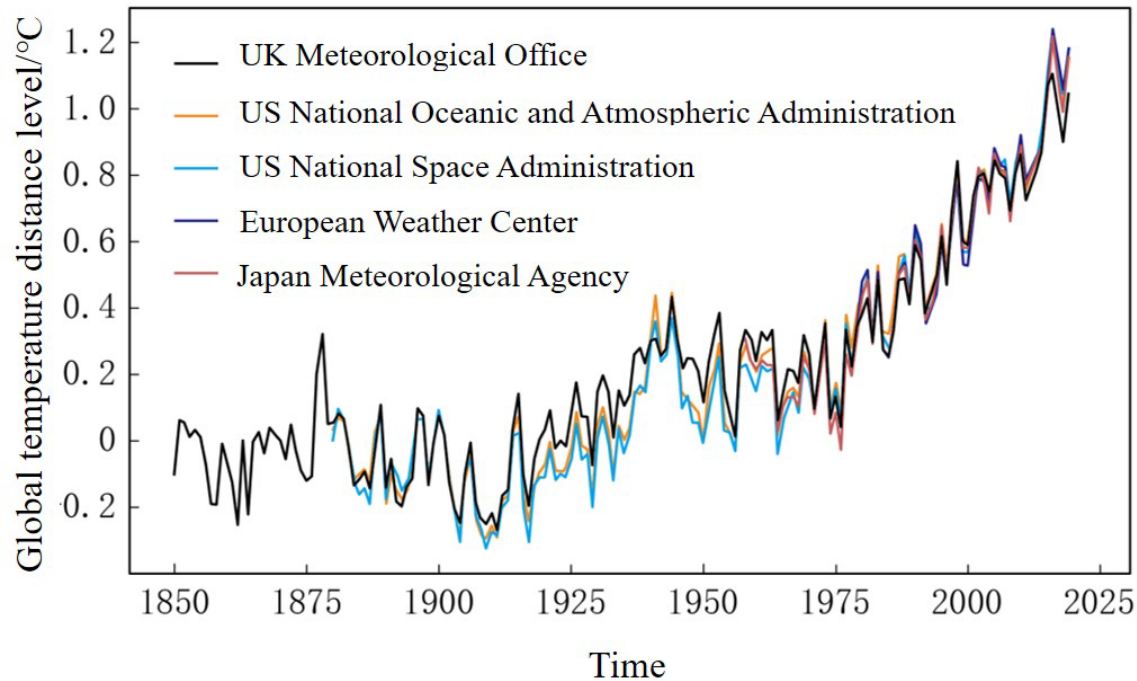 Global temperature distance level/°C
1.2
1.0
0.8
0.6
0.4
0.2
0
0.2
UK Meteorological Office
US National Oceanic and Atmospheric Administration
US National Space Administration
European Weather Center
Japan Meteorological Agency
1850 1875 1900 1925 1950 1975 2000 2025
Time